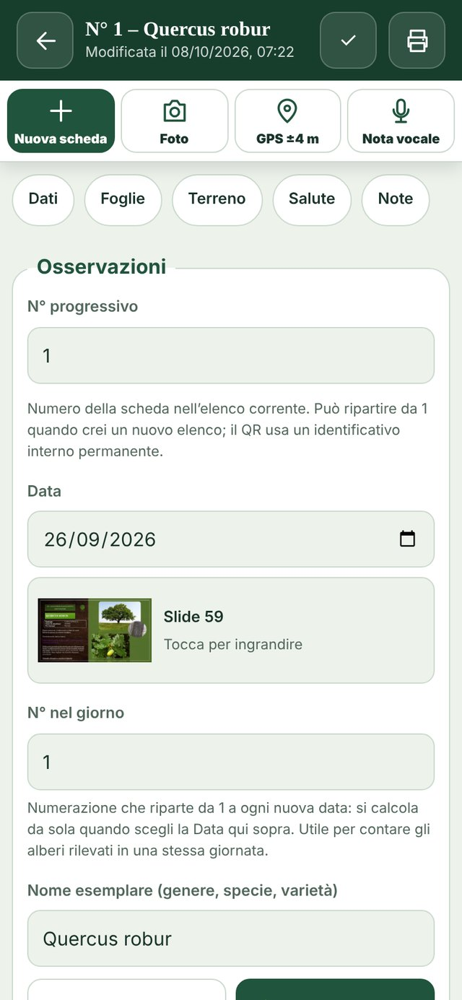 N° 1 – Quercus robur
Modificata il 08/10/2026, 07:22
Nuova scheda
Foto
GPS ±4 m
Nota vocale
Dati
Foglie
Terreno
Salute
Note
Osservazioni
N° progressivo
1
Numero della scheda nell’elenco corrente. Può ripartire da 1
quando crei un nuovo elenco; il QR usa un identificativo
interno permanente.
Data
26/09/2026
QUERCUS ROBUR
Slide 59
Tocca per ingrandire
N° nel giorno
1
Numerazione che riparte da 1 a ogni nuova data: si calcola
da sola quando scegli la Data qui sopra. Utile per contare gli
alberi rilevati in una stessa giornata.
Nome esemplare (genere, specie, varietà)
Quercus robur